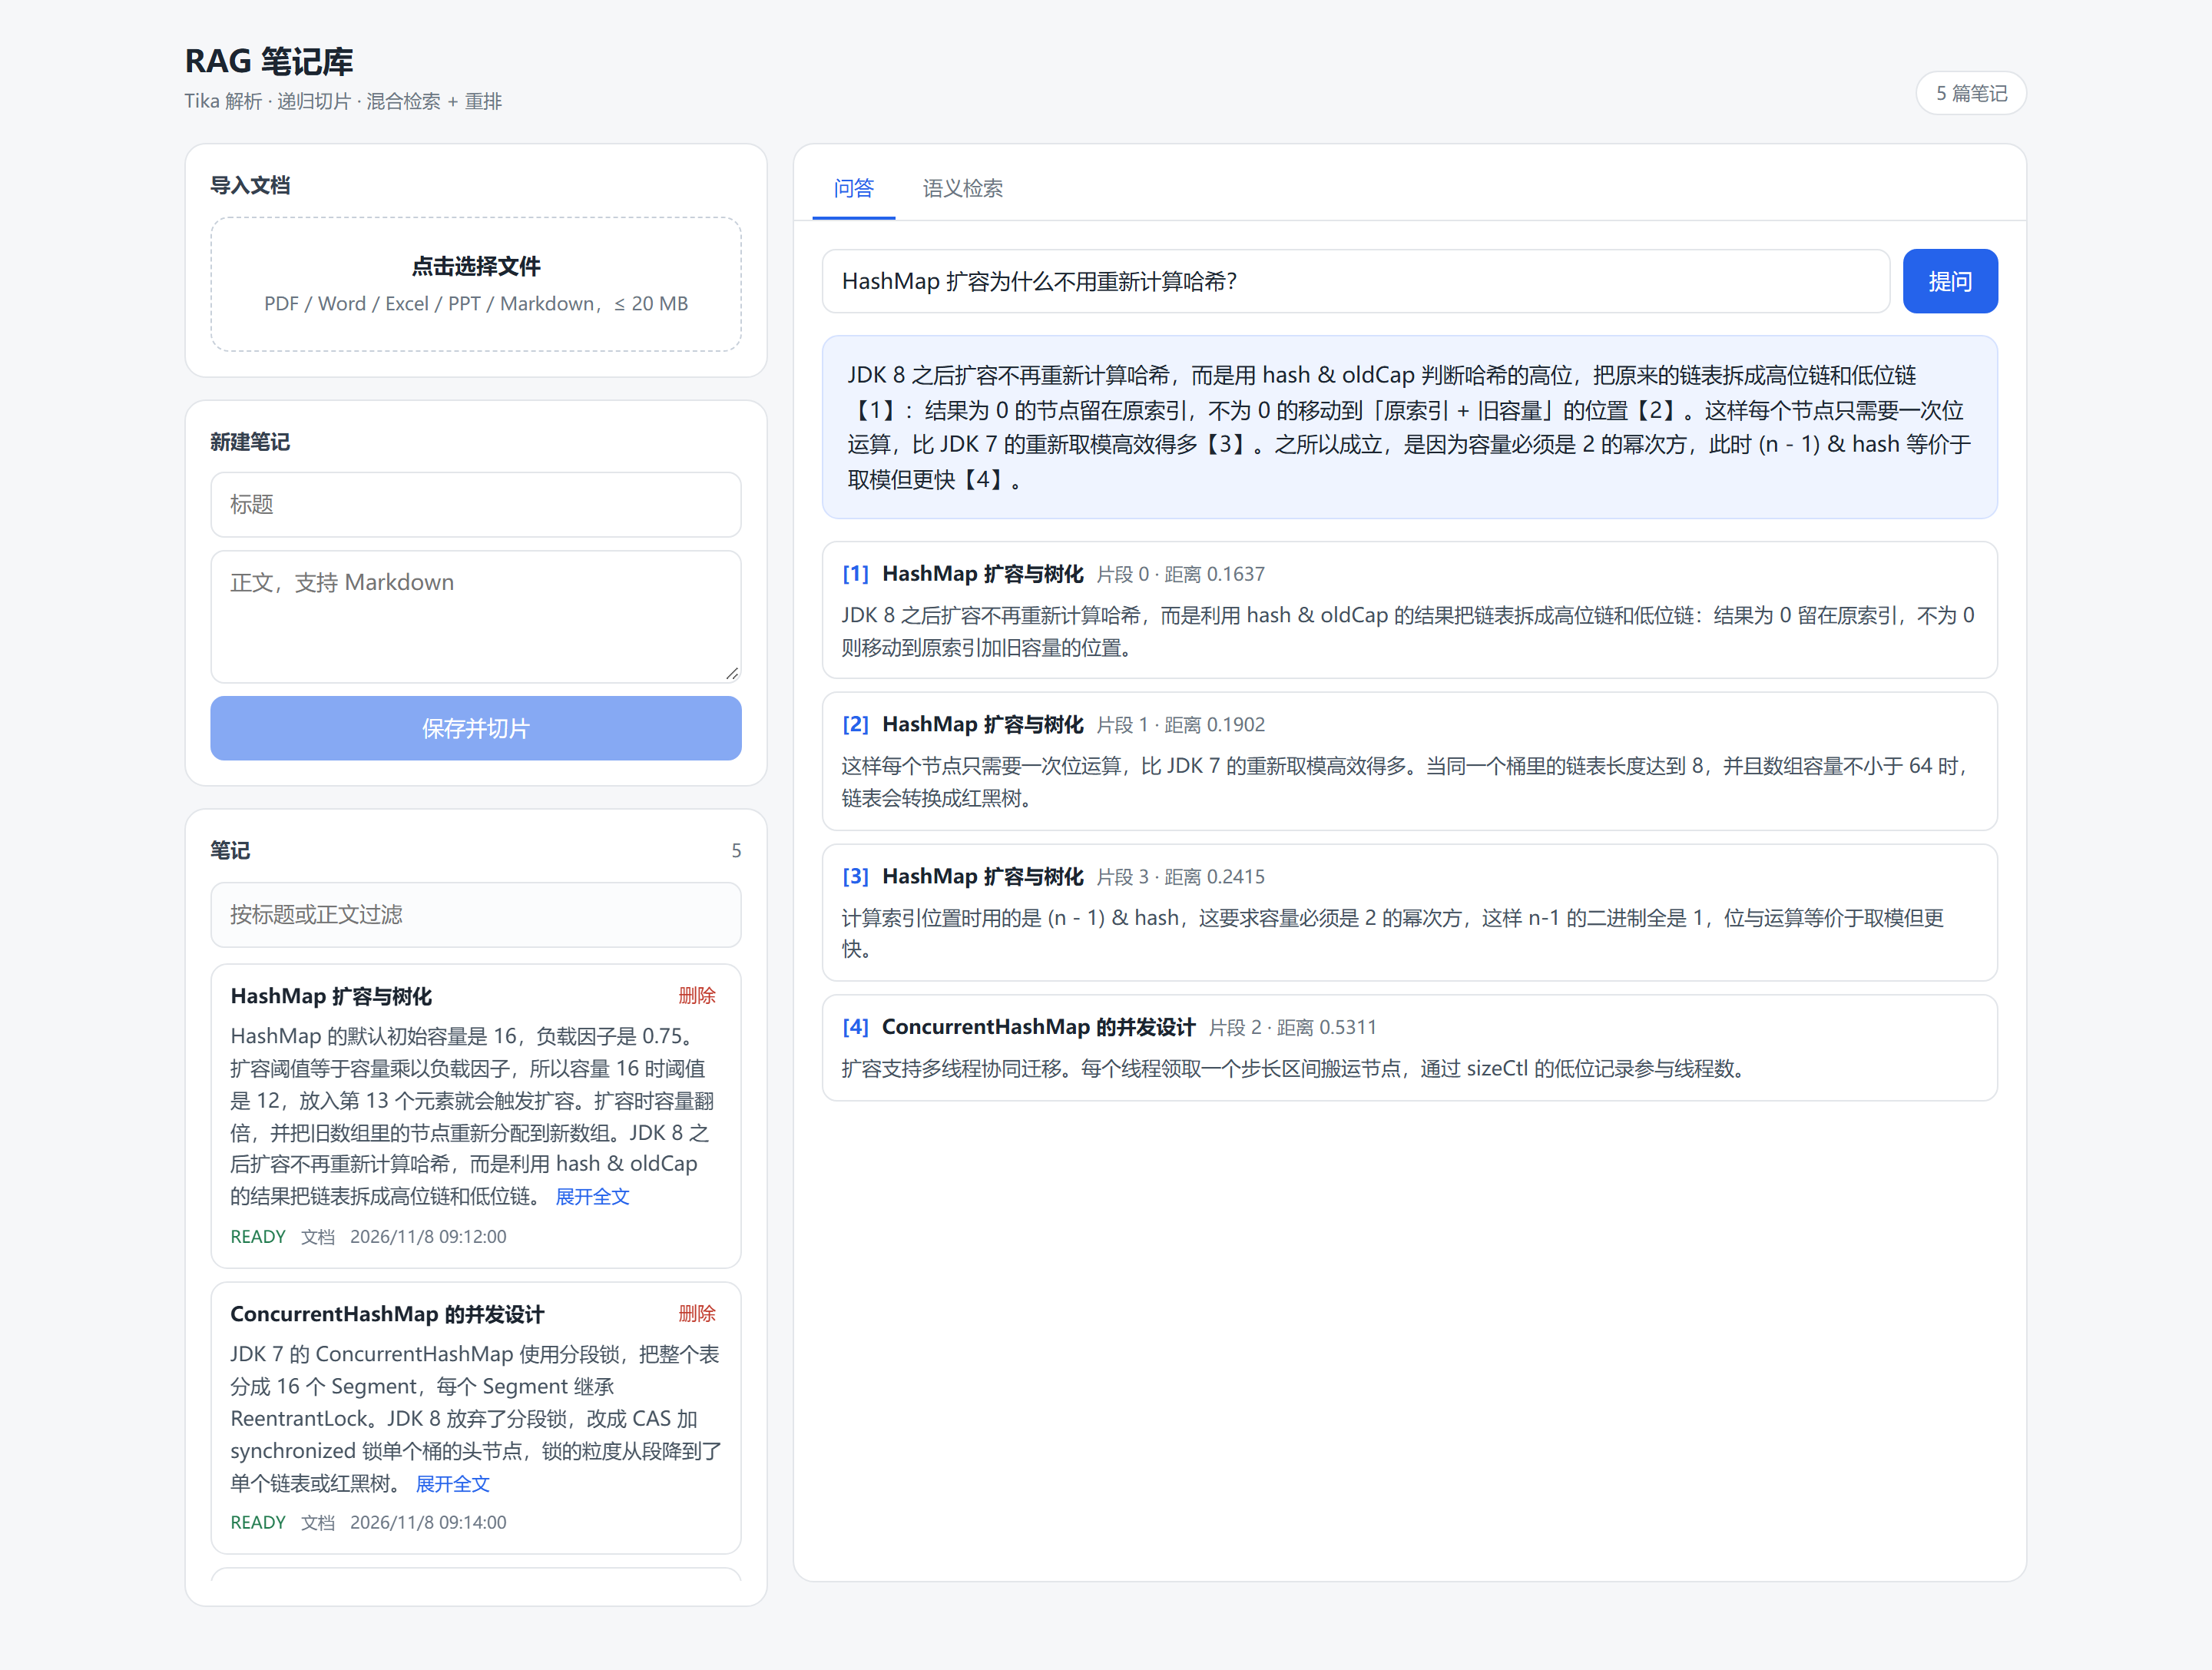 RAG 笔记库
Tika 解析 · 递归切片 · 混合检索 + 重排
5 篇笔记
导入文档
点击选择文件
PDF / Word / Excel / PPT / Markdown，≤ 20 MB
新建笔记
标题
正文，支持 Markdown
保存并切片
笔记
5
按标题或正文过滤
HashMap 扩容与树化
删除
HashMap 的默认初始容量是 16，负载因子是 0.75。
扩容阈值等于容量乘以负载因子，所以容量 16 时阈值
是 12，放入第 13 个元素就会触发扩容。扩容时容量翻
倍，并把旧数组里的节点重新分配到新数组。JDK 8 之
后扩容不再重新计算哈希，而是利用 hash & oldCap
的结果把链表拆成高位链和低位链。 展开全文
READY 文档 2026/11/8 09:12:00
ConcurrentHashMap 的并发设计
删除
JDK 7 的 ConcurrentHashMap 使用分段锁，把整个表
分成 16 个 Segment，每个 Segment 继承
ReentrantLock。JDK 8 放弃了分段锁，改成 CAS 加
synchronized 锁单个桶的头节点，锁的粒度从段降到了
单个链表或红黑树。 展开全文
READY 文档 2026/11/8 09:14:00
问答
语义检索
HashMap 扩容为什么不用重新计算哈希？
提问
JDK 8 之后扩容不再重新计算哈希，而是用 hash & oldCap 判断哈希的高位，把原来的链表拆成高位链和低位链
【1】：结果为 0 的节点留在原索引，不为 0 的移动到「原索引 + 旧容量」的位置【2】。这样每个节点只需要一次位
运算，比 JDK 7 的重新取模高效得多【3】。之所以成立，是因为容量必须是 2 的幂次方，此时 (n - 1) & hash 等价于
取模但更快【4】。
[1] HashMap 扩容与树化 片段 0 · 距离 0.1637
JDK 8 之后扩容不再重新计算哈希，而是利用 hash & oldCap 的结果把链表拆成高位链和低位链：结果为 0 留在原索引，不为 0
则移动到原索引加旧容量的位置。
[2] HashMap 扩容与树化 片段 1 · 距离 0.1902
这样每个节点只需要一次位运算，比 JDK 7 的重新取模高效得多。当同一个桶里的链表长度达到 8，并且数组容量不小于 64 时，
链表会转换成红黑树。
[3] HashMap 扩容与树化 片段 3 · 距离 0.2415
计算索引位置时用的是 (n - 1) & hash，这要求容量必须是 2 的幂次方，这样 n-1 的二进制全是 1，位与运算等价于取模但更
快。
[4] ConcurrentHashMap 的并发设计 片段 2 · 距离 0.5311
扩容支持多线程协同迁移。每个线程领取一个步长区间搬运节点，通过 sizeCtl 的低位记录参与线程数。